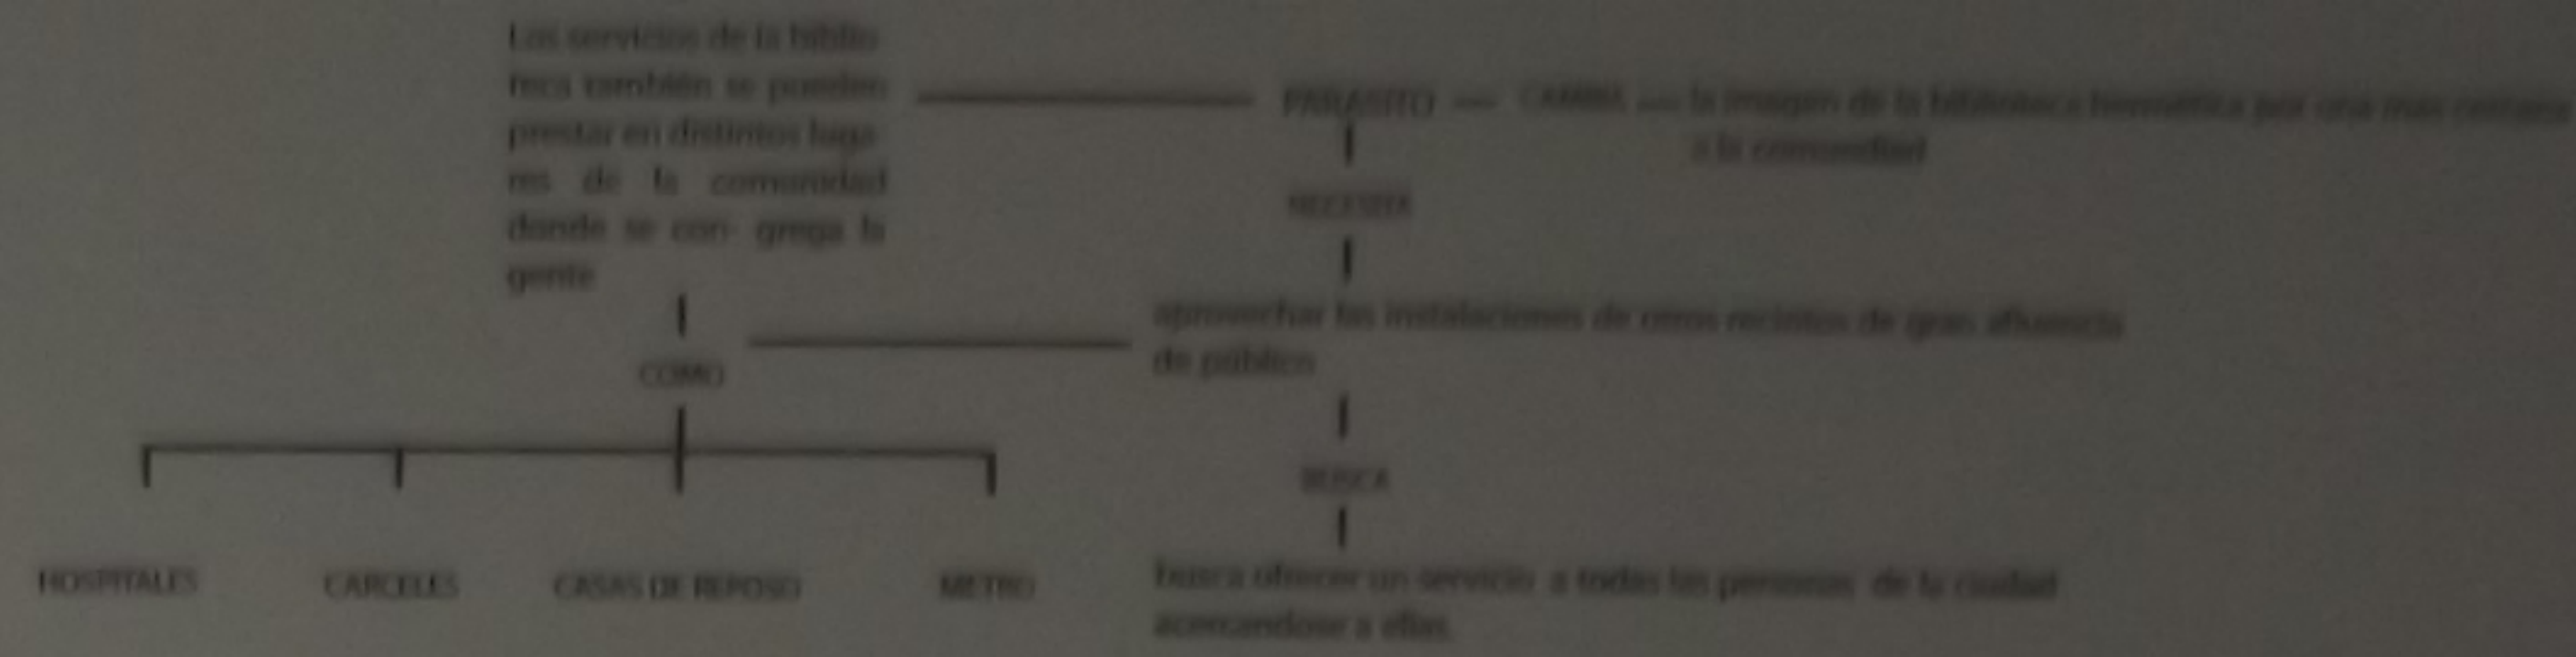 Los servicios de la biblio
teca también se pueden
prestar en distintos luga
res de la comunidad
donde se con- grega la
gente
PARASITO — CAMBIA — la imagen de la biblioteca hermética por una mas cercana
a la comunidad
NECESITA
aprovechar las instalaciones de otros recintos de gran afluencia
de público
COMO
BUSCA
HOSPITALES CARCELES CASAS DE REPOSO METRO
busca ofrecer un servicio a todas las personas de la ciudad
acercandose a ellas